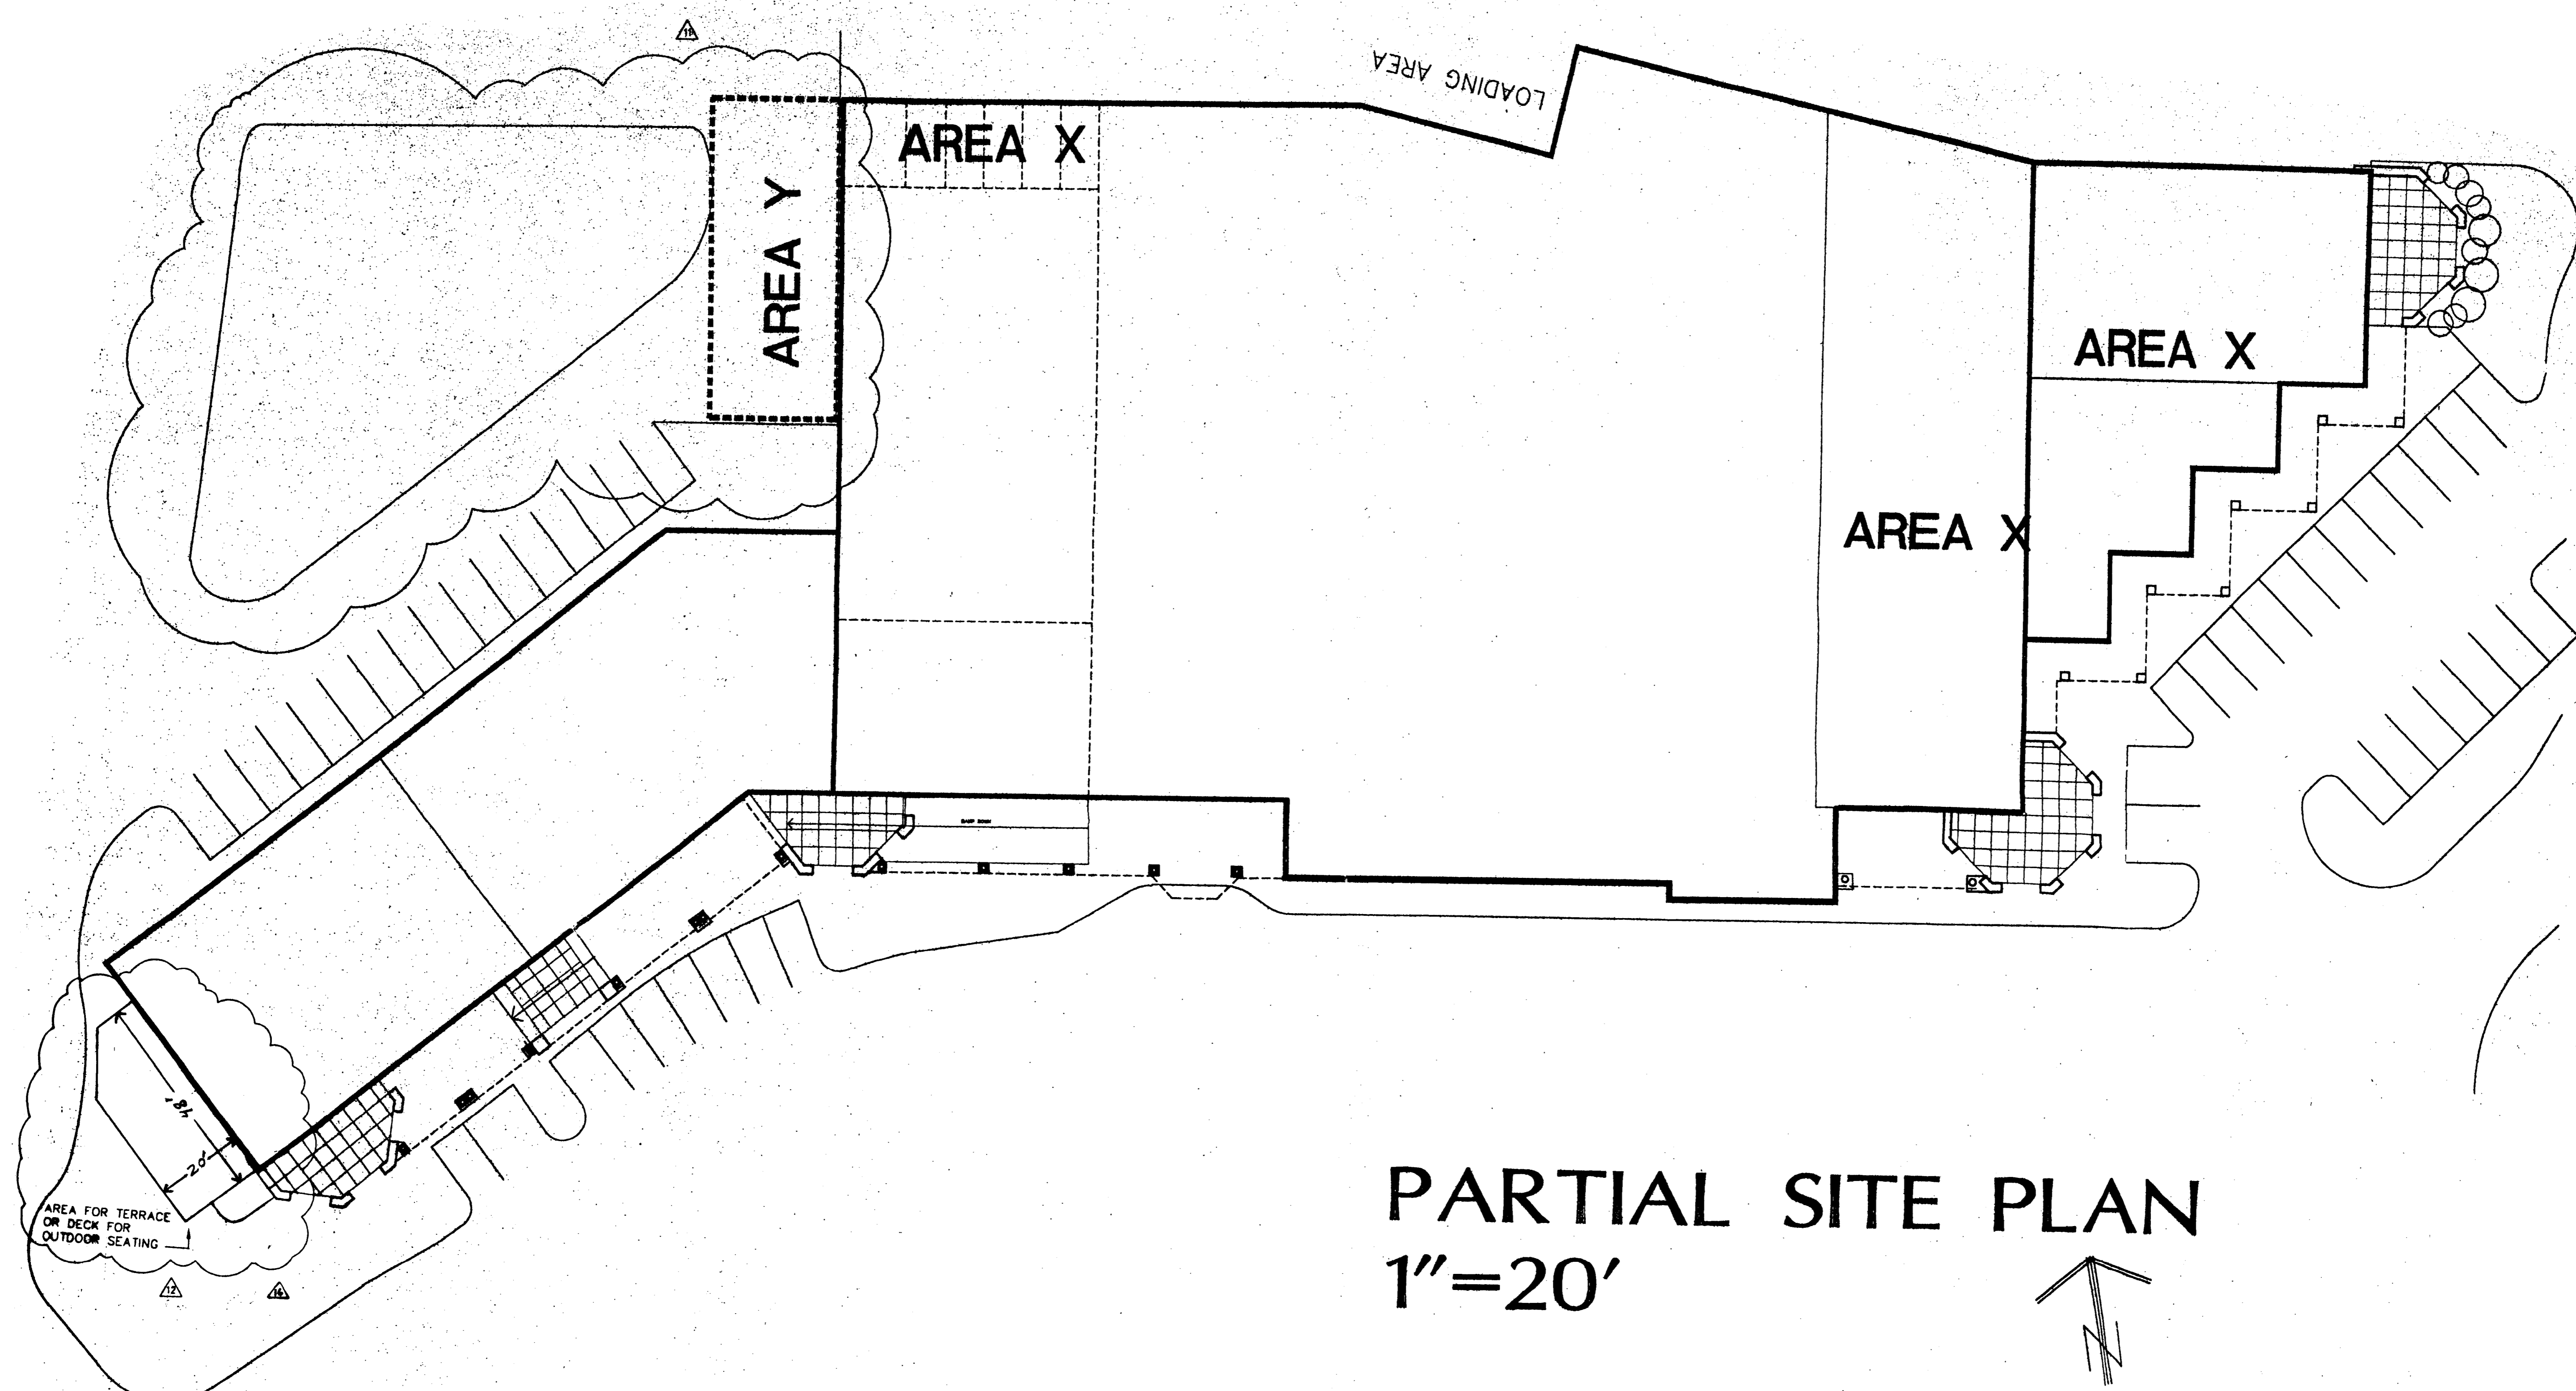 LOADING AREA
AREA X
AREA Y
AREA X
AREA X
48'
20'
AREA FOR TERRACE
OR DECK FOR
OUTDOOR SEATING
12
PARTIAL SITE PLAN
1"=20'
N